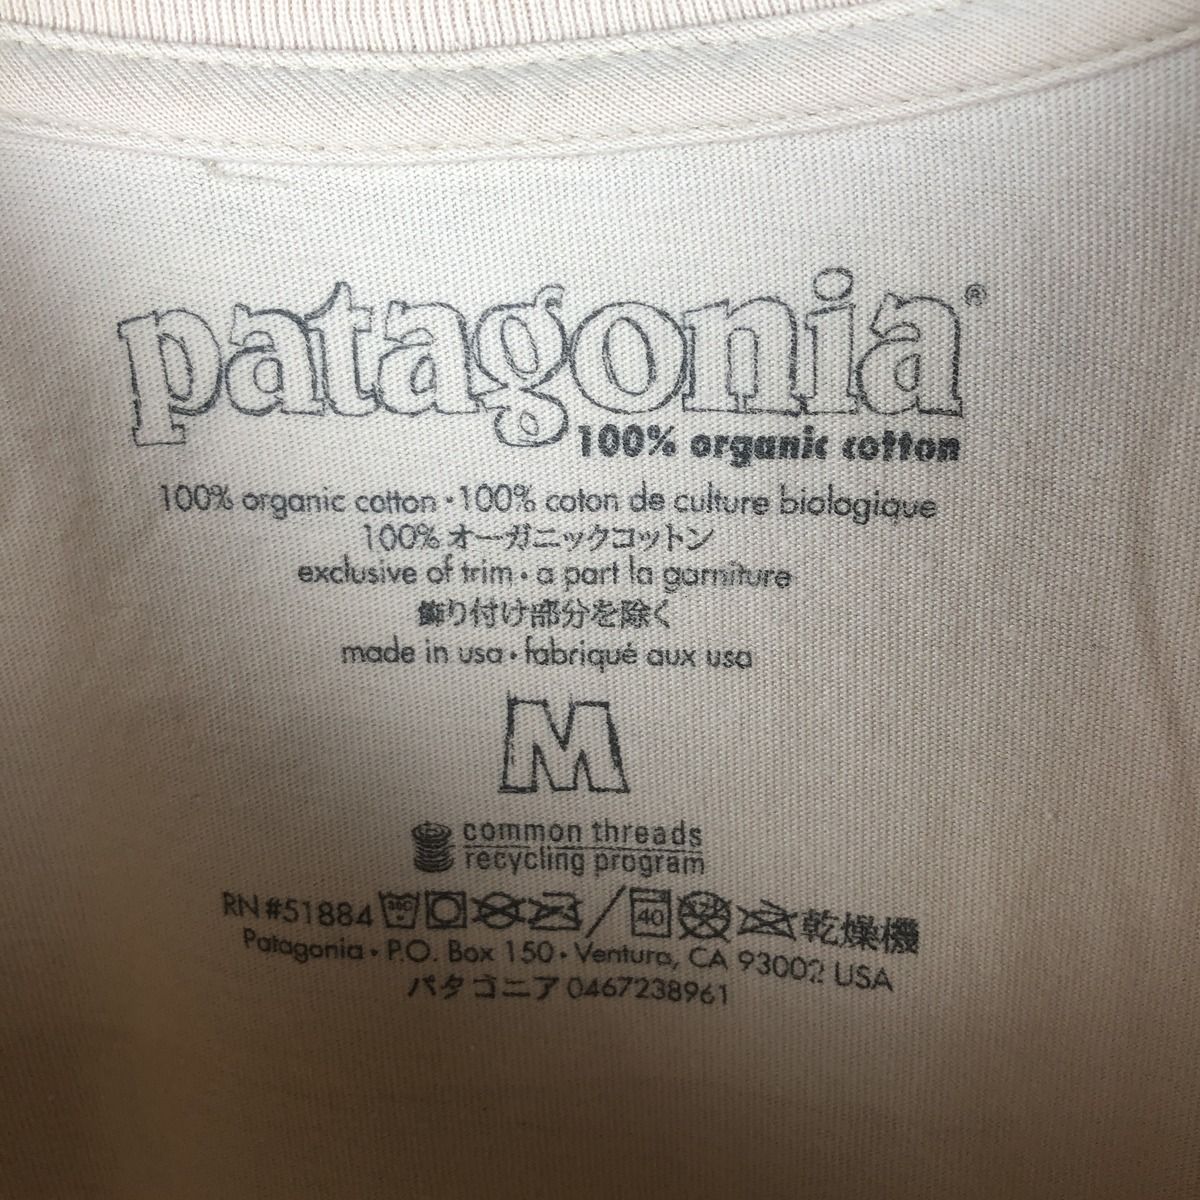 patagonia®
100% organic cotton
100% organic cotton • 100% coton de culture biologique
100% オーガニックコットン
exclusive of trim • a part la garniture
飾り付け部分を除く
made in usa • fabriqué aux usa
M
common threads
recycling program
RN #51884 40 乾燥機
Patagonia • P.O. Box 150 • Ventura, CA 93002 USA
パタゴニア 0467238961